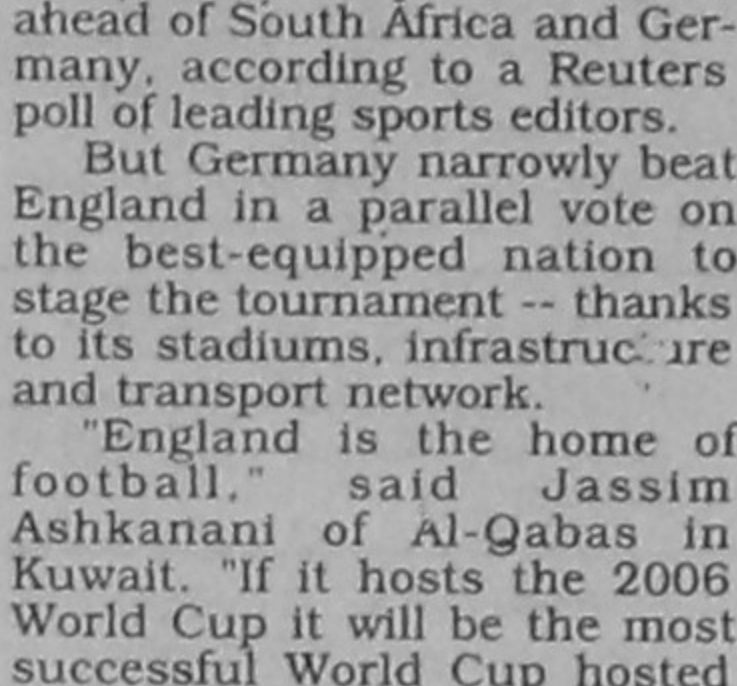 ahead of South Africa and Ger-
many, according to a Reuters
poll of leading sports editors.
But Germany narrowly beat
England in a parallel vote on
the best-equipped nation to
stage the tournament -- thanks
to its stadiums, infrastructure
and transport network.
"England is the home of
football," said Jassim
Ashkanani of Al-Qabas in
Kuwait. "If it hosts the 2006
World Cup it will be the most
successful World Cup hosted